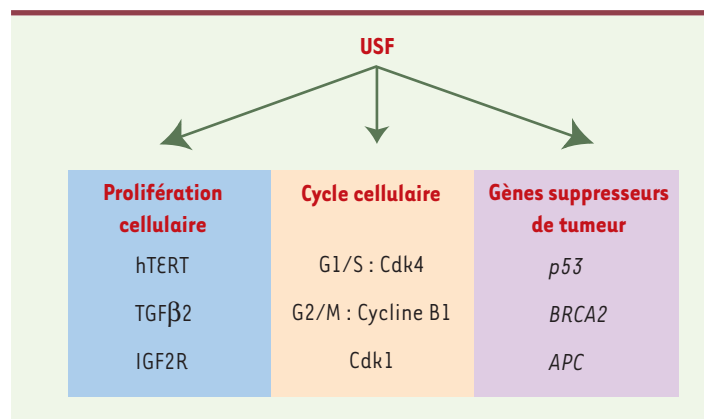 USF
Prolifération
cellulaire
hTERT
TGFβ2
IGF2R
Cycle cellulaire
G1/S : Cdk4
G2/M : Cycline B1
Cdk1
Gènes suppresseurs
de tumeur
p53
BRCA2
APC